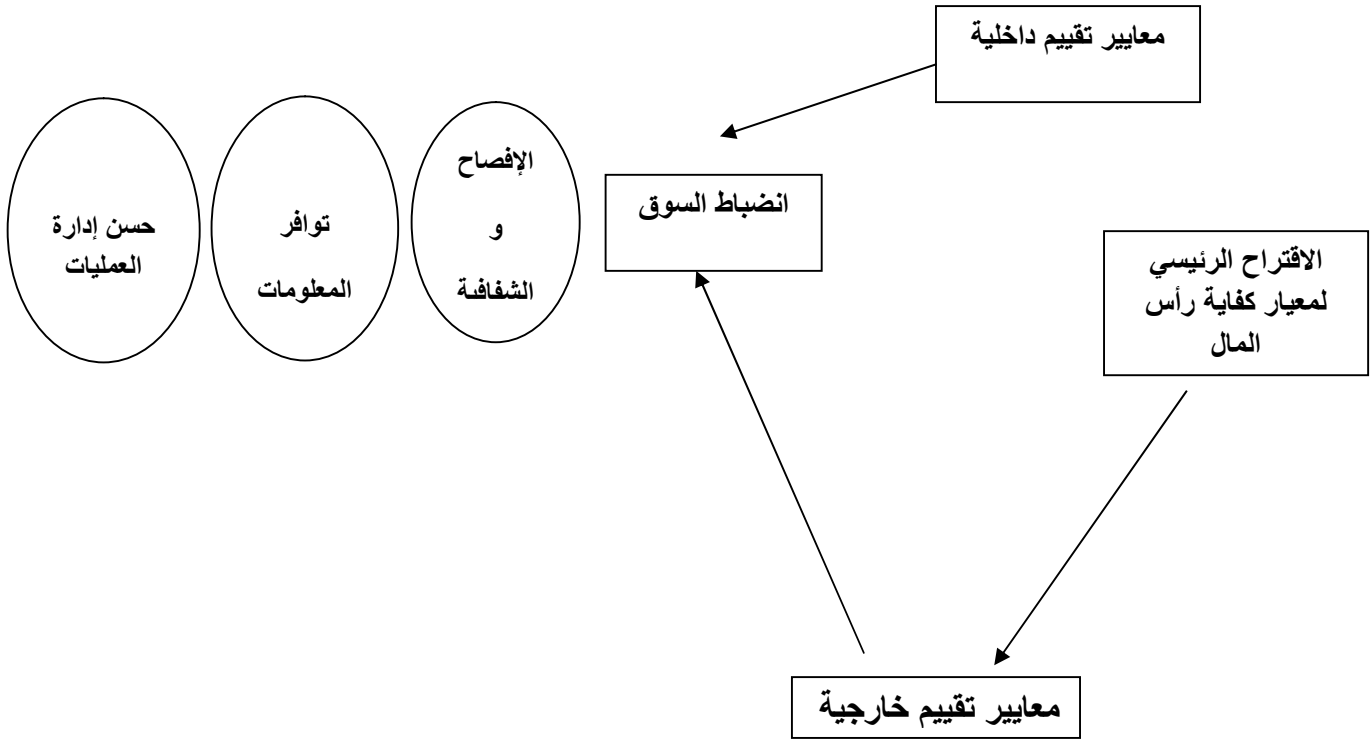 معايير تقييم داخلية
الإفصاح
و
الشفافية
توافر
المعلومات
حسن إدارة
العمليات
انضباط السوق
الاقتراح الرئيسي
لمعيار كفاية رأس
المال
معايير تقييم خارجية